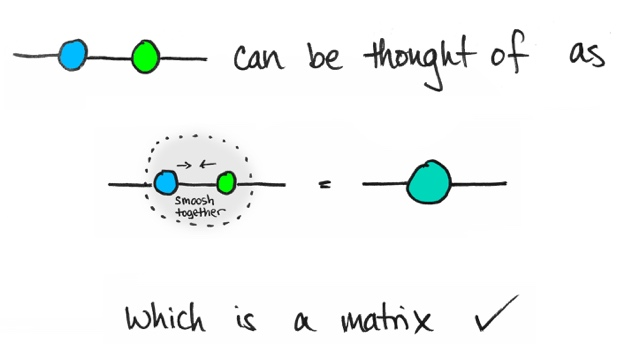 can be thought of as
smoosh
together
=
which is a matrix ✓